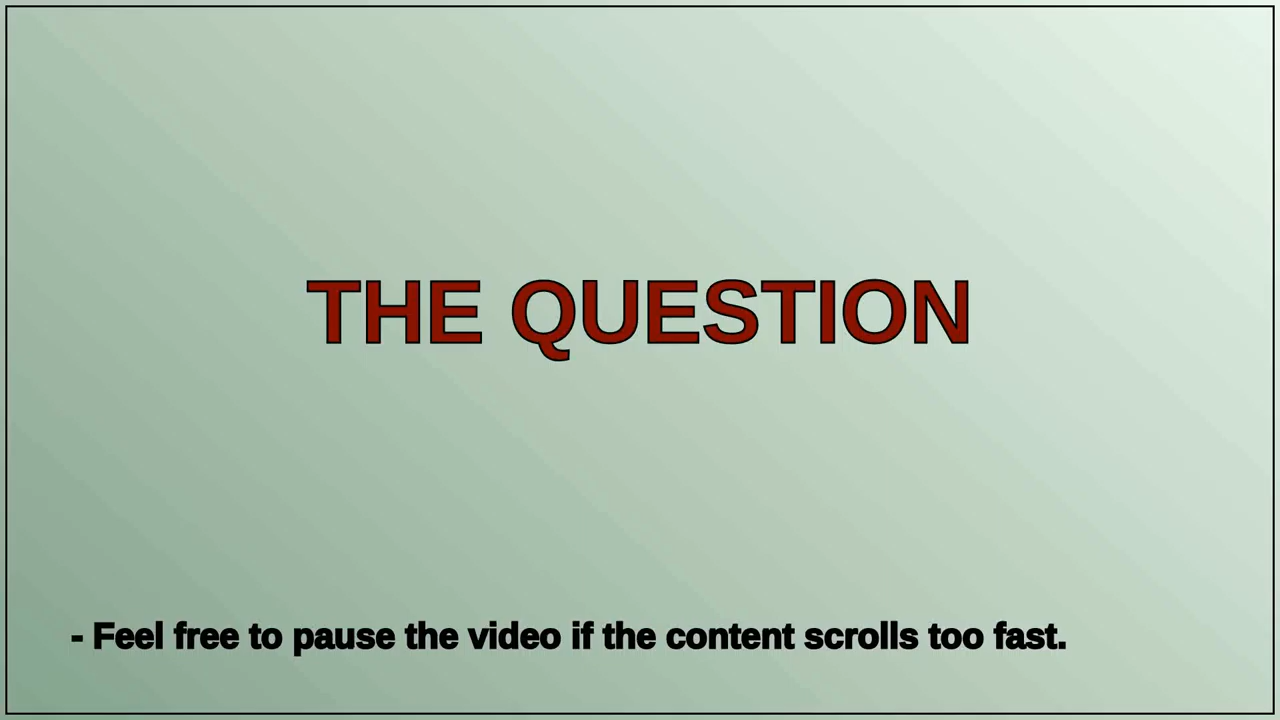 THE QUESTION
- Feel free to pause the video if the content scrolls too fast.